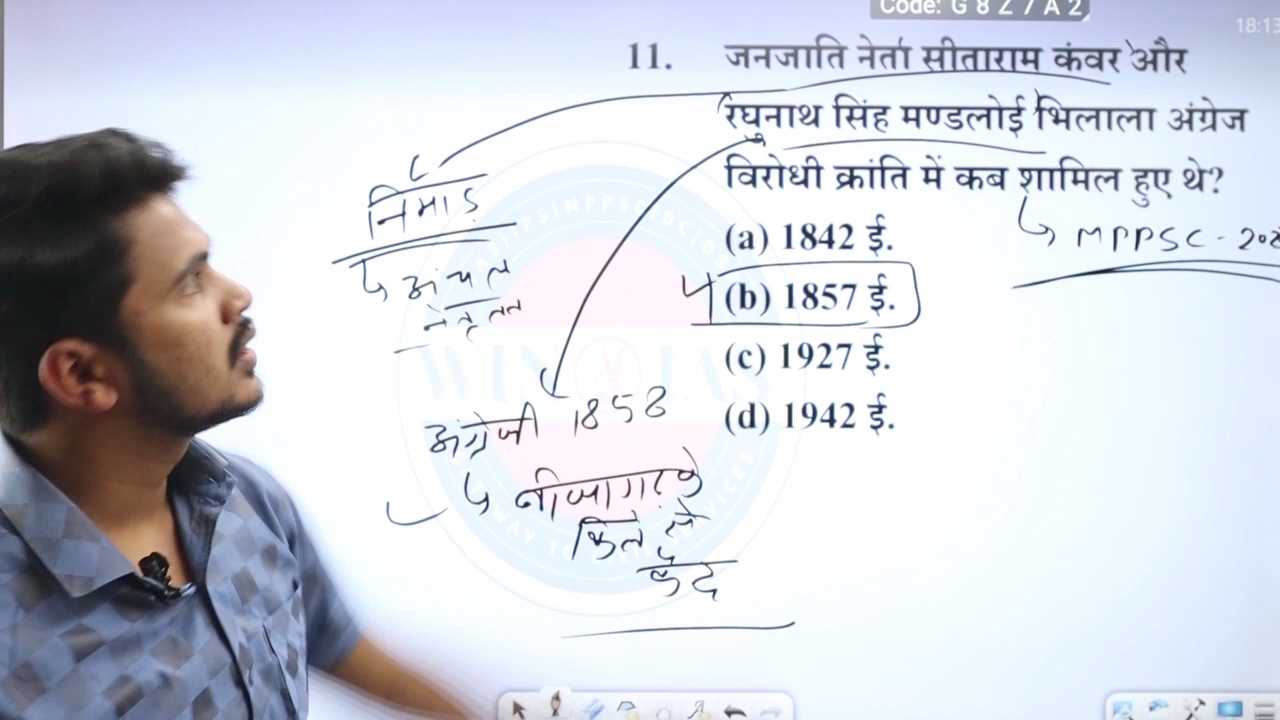 Code: G 8 Z 7 A 2
18:13
11. जनजाति नेता सीताराम कंवर और
रघुनाथ सिंह मण्डलोई भिलाला अंग्रेज
विरोधी क्रांति में कब शामिल हुए थे?
(a) 1842 ई.
(b) 1857 ई.
(c) 1927 ई.
(d) 1942 ई.
MPPSC - 202
निमाड़
अंचल
अंग्रेजो 1858
किले
कैद